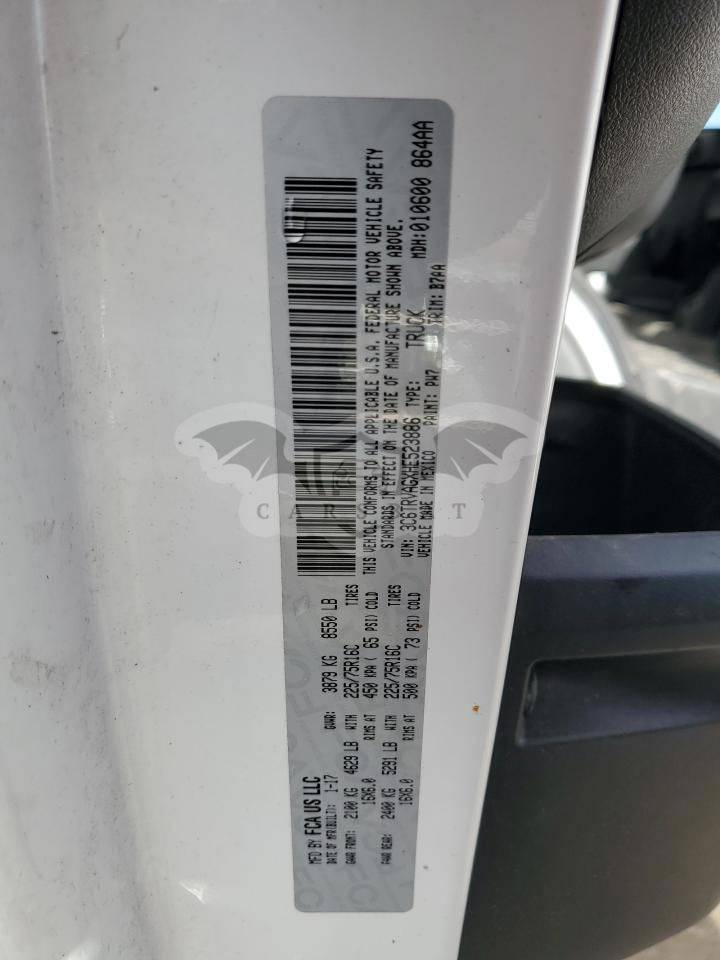 MFD BY FCA US LLC
DATE OF MFR(BUILT): 1-17 GVWR: 3879 KG 8550 LB
GAWR FRONT: 2100 KG 4629 LB WITH 225/75R16C TIRES
16X6.0 RIMS AT 450 KPA ( 65 PSI) COLD
GAWR REAR: 2400 KG 5291 LB WITH 225/75R16C TIRES
16X6.0 RIMS AT 500 KPA ( 73 PSI) COLD
THIS VEHICLE CONFORMS TO ALL APPLICABLE U.S.A. FEDERAL MOTOR VEHICLE SAFETY
STANDARDS IN EFFECT ON THE DATE OF MANUFACTURE SHOWN ABOVE.
VIN: 3C6TRVAGXHE523886 TYPE: TRUCK MDH:010600 864AA
VEHICLE MADE IN MEXICO PAINT: PW7 TRIM: B7AA